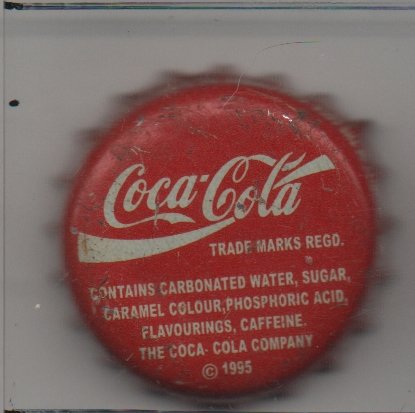 Coca-Cola
TRADE MARKS REGD.
CONTAINS CARBONATED WATER, SUGAR,
CARAMEL COLOUR,PHOSPHORIC ACID,
FLAVOURINGS, CAFFEINE.
THE COCA-COLA COMPANY
© 1995